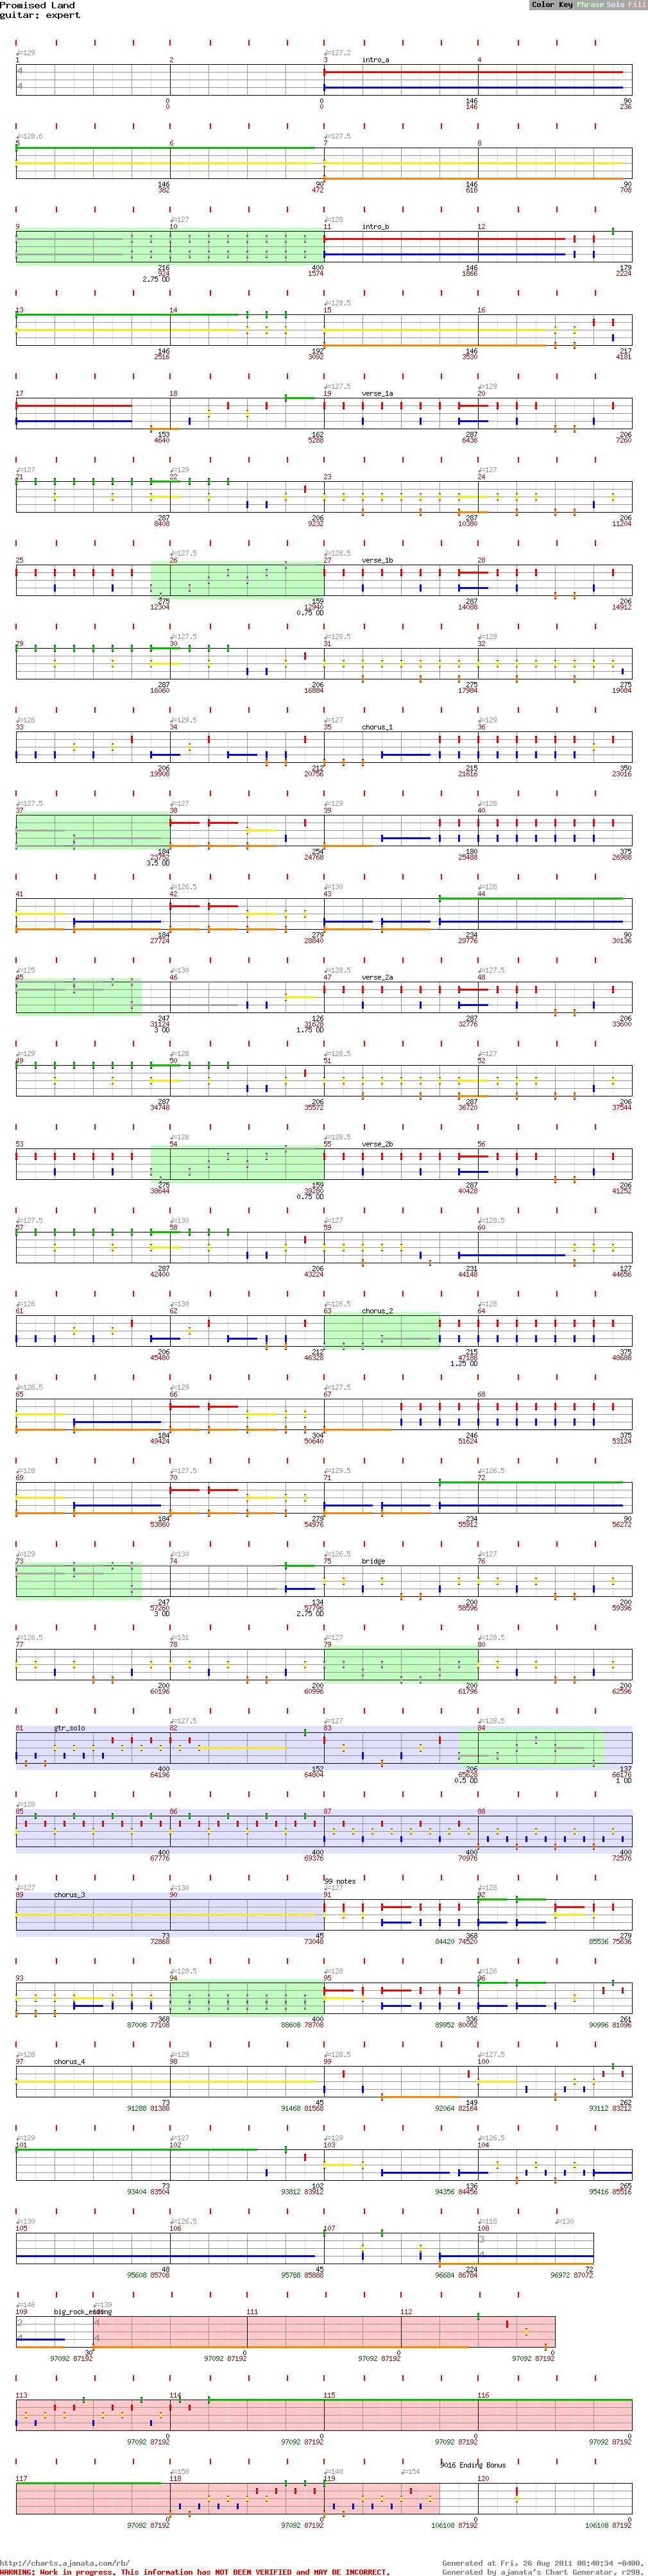 Promised Land
guitar: expert
Color Key Phrase Solo Fill
♩=129 ♩=127.2
1 2 3 intro_a 4
4
4
0 0 146 90
0 0 146 236
♩=128.6 ♩=127.5
5 6 7 8
146 90 146 90
382 472 618 708
♩=127 ♩=128
9 10 11 intro_b 12
216 400 146 179
924 1574 1866 2224
2.75 OD
♩=128.5
13 14 15 16
146 192 146 217
2516 3092 3530 4181
♩=127.5 ♩=129
17 18 19 verse_1a 20
153 162 287 206
4640 5288 6436 7260
♩=127 ♩=129 ♩=127
21 22 23 24
287 206 287 206
8408 9232 10380 11204
♩=127.5 ♩=128.5
25 26 27 verse_1b 28
275 159 287 206
12304 12940 14088 14912
0.75 OD
♩=127.5 ♩=128.5 ♩=128
29 30 31 32
287 206 275 275
16060 16884 17984 19084
♩=126 ♩=129.5 ♩=127 ♩=129
33 34 35 chorus_1 36
206 212 215 350
19908 20756 21616 23016
♩=127.5 ♩=127 ♩=129 ♩=128
37 38 39 40
184 254 180 375
23752 24768 25488 26988
3.5 OD
♩=126.5 ♩=130 ♩=128
41 42 43 44
184 279 234 90
27724 28840 29776 30136
♩=125 ♩=130 ♩=128.5 ♩=127.5
45 46 47 verse_2a 48
247 126 287 206
31124 31628 32776 33600
3 OD 1.75 OD
♩=129 ♩=128 ♩=128.5 ♩=127
49 50 51 52
287 206 287 206
34748 35572 36720 37544
♩=128 ♩=128.5
53 54 55 verse_2b 56
275 159 287 206
38644 39280 40428 41252
0.75 OD
♩=127.5 ♩=130 ♩=127 ♩=128.5
57 58 59 60
287 206 231 127
42400 43224 44148 44656
♩=126 ♩=130 ♩=126.5 ♩=128
61 62 63 chorus_2 64
206 212 215 375
45480 46328 47188 48688
1.25 OD
♩=128.5 ♩=129 ♩=127.5
65 66 67 68
184 304 246 375
49424 50640 51624 53124
♩=128 ♩=127.5 ♩=129.5 ♩=126.5
69 70 71 72
184 279 234 90
53860 54976 55912 56272
♩=129 ♩=130 ♩=126.5 ♩=127
73 74 75 bridge 76
247 134 200 200
57260 57796 58596 59396
3 OD 2.75 OD
♩=126.5 ♩=131 ♩=127 ♩=128.5
77 78 79 80
200 200 200 200
60196 60996 61796 62596
♩=127.5 ♩=127 ♩=128.5
81 gtr_solo 82 83 84
400 152 206 137
64196 64804 65628 66176
0.5 OD 1 OD
♩=128
85 86 87 88
400 400 400 400
67776 69376 70976 72576
99 notes
♩=127 ♩=130 ♩=127 ♩=128
89 chorus_3 90 91 92
73 45 368 279
72868 73048 84420 74520 85536 75636
♩=128.5 ♩=128 ♩=126
93 94 95 96
368 400 336 261
87008 77108 88608 78708 89952 80052 90996 81096
♩=128 ♩=129 ♩=128.5 ♩=127.5
97 chorus_4 98 99 100
73 45 149 262
91288 81388 91468 81568 92064 82164 93112 83212
♩=129 ♩=127 ♩=129 ♩=126.5
101 102 103 104
73 102 136 265
93404 83504 93812 83912 94356 84456 95416 85516
♩=130 ♩=126.5 ♩=118 ♩=130
105 106 107 108
3
4
48 45 224 72
95608 85708 95788 85888 96684 86784 96972 87072
♩=146 ♩=139
109 big_rock_ending 111 112
2 4
4 4
30 0 0 0
97092 87192 97092 87192 97092 87192
113 114 115 116
0 0 0 0
97092 87192 97092 87192 97092 87192 97092 87192
9016 Ending Bonus
♩=158 ♩=148 ♩=154
117 118 119 120
0 0 0 0
97092 87192 97092 87192 106108 87192 106108 87192
http://charts.ajanata.com/rb/
Generated at Fri, 26 Aug 2011 08:40:34 -0400.
WARNING: Work in progress. This information has NOT BEEN VERIFIED and MAY BE INCORRECT.
Generated by ajanata's Chart Generator, r299.